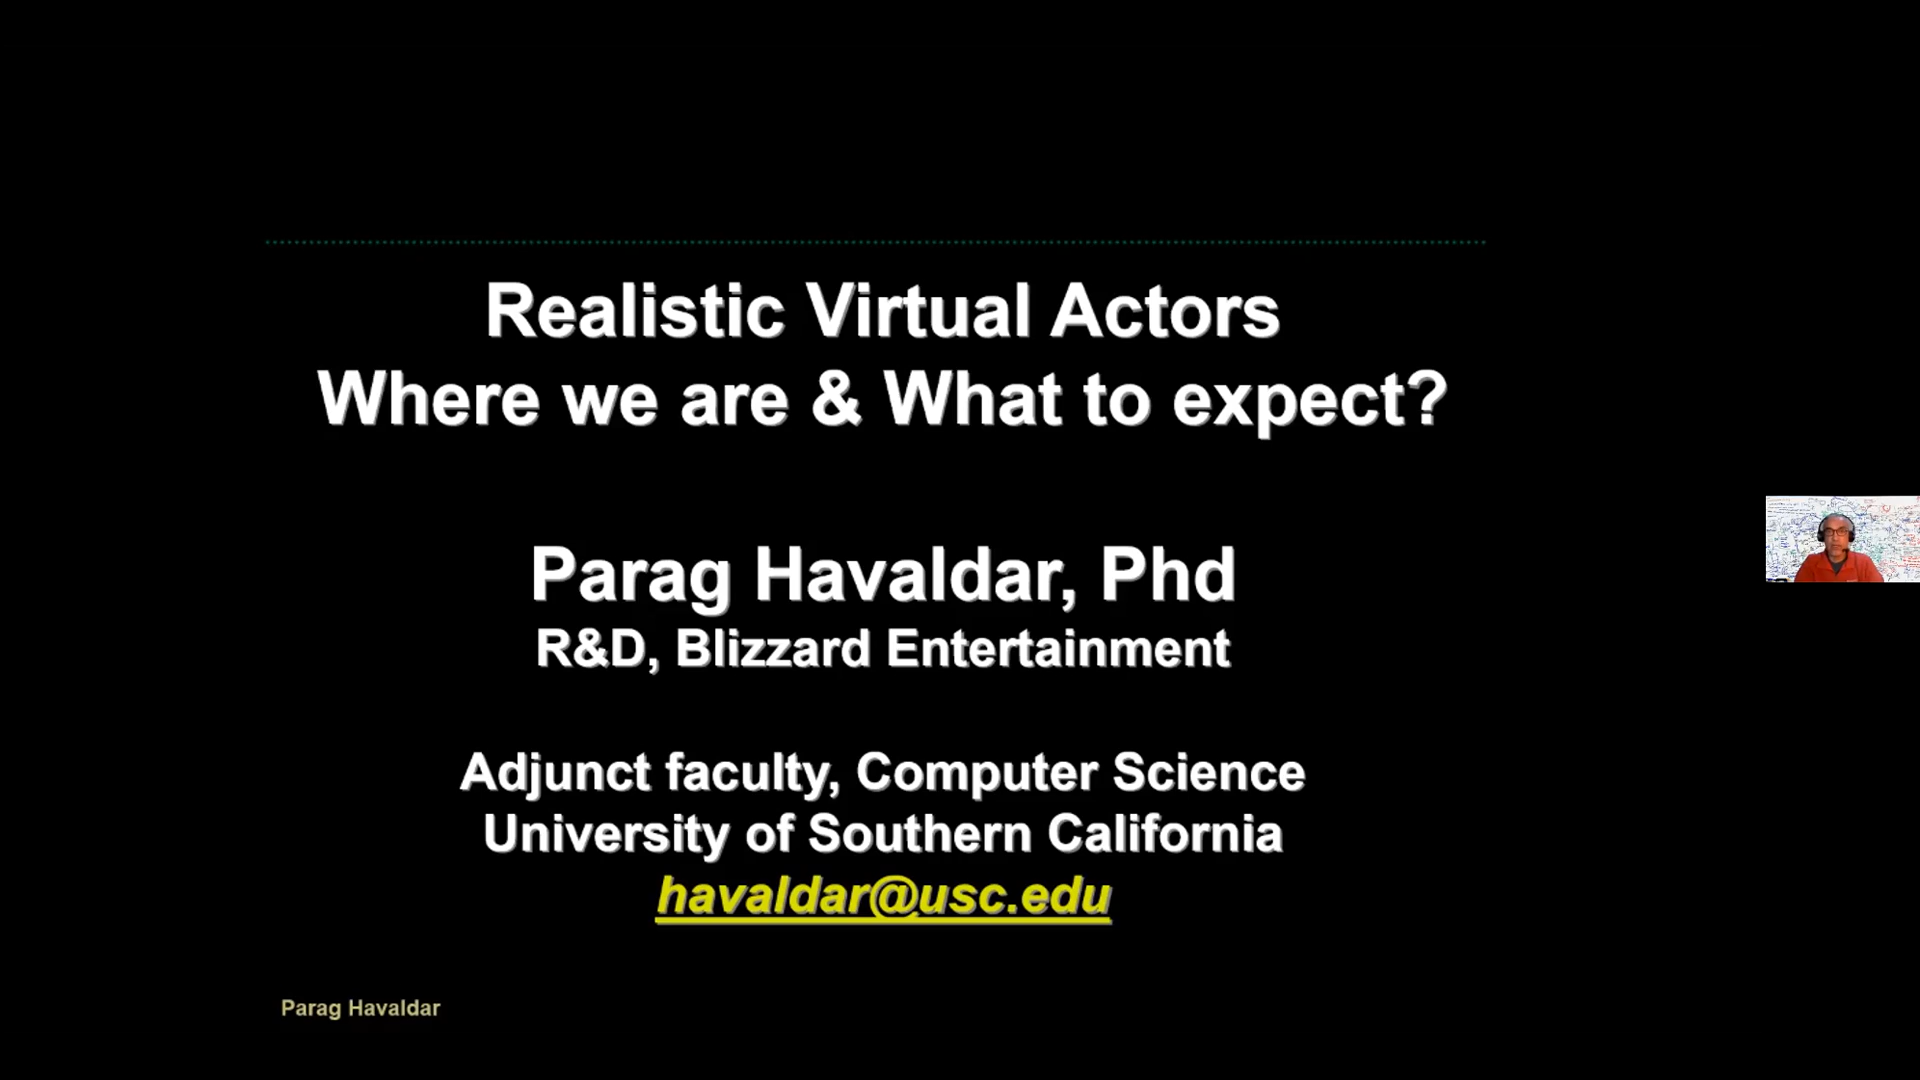 Realistic Virtual Actors
Where we are & What to expect?
Parag Havaldar, Phd
R&D, Blizzard Entertainment
Adjunct faculty, Computer Science
University of Southern California
havaldar@usc.edu
Parag Havaldar